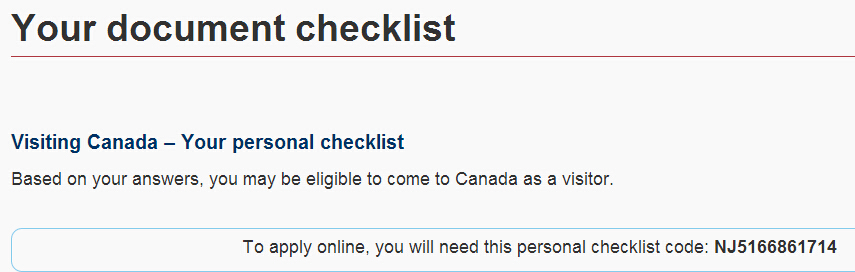 Your document checklist
Visiting Canada – Your personal checklist
Based on your answers, you may be eligible to come to Canada as a visitor.
To apply online, you will need this personal checklist code: NJ5166861714